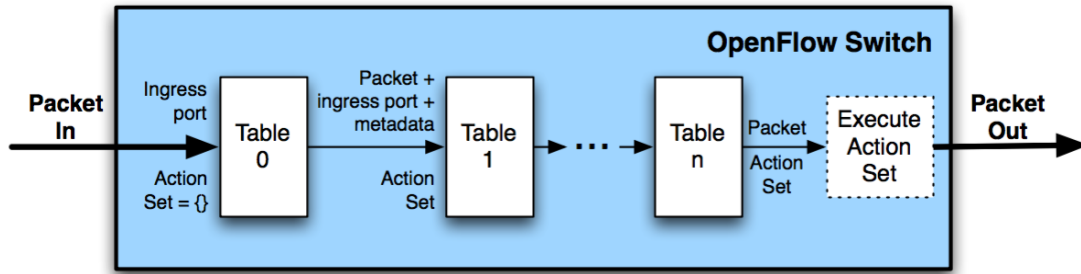 OpenFlow Switch
Packet
In
Ingress
port
Action
Set = {}
Table
0
Packet +
ingress port +
metadata
Action
Set
Table
1
...
Table
n
Packet
Action
Set
Execute
Action
Set
Packet
Out